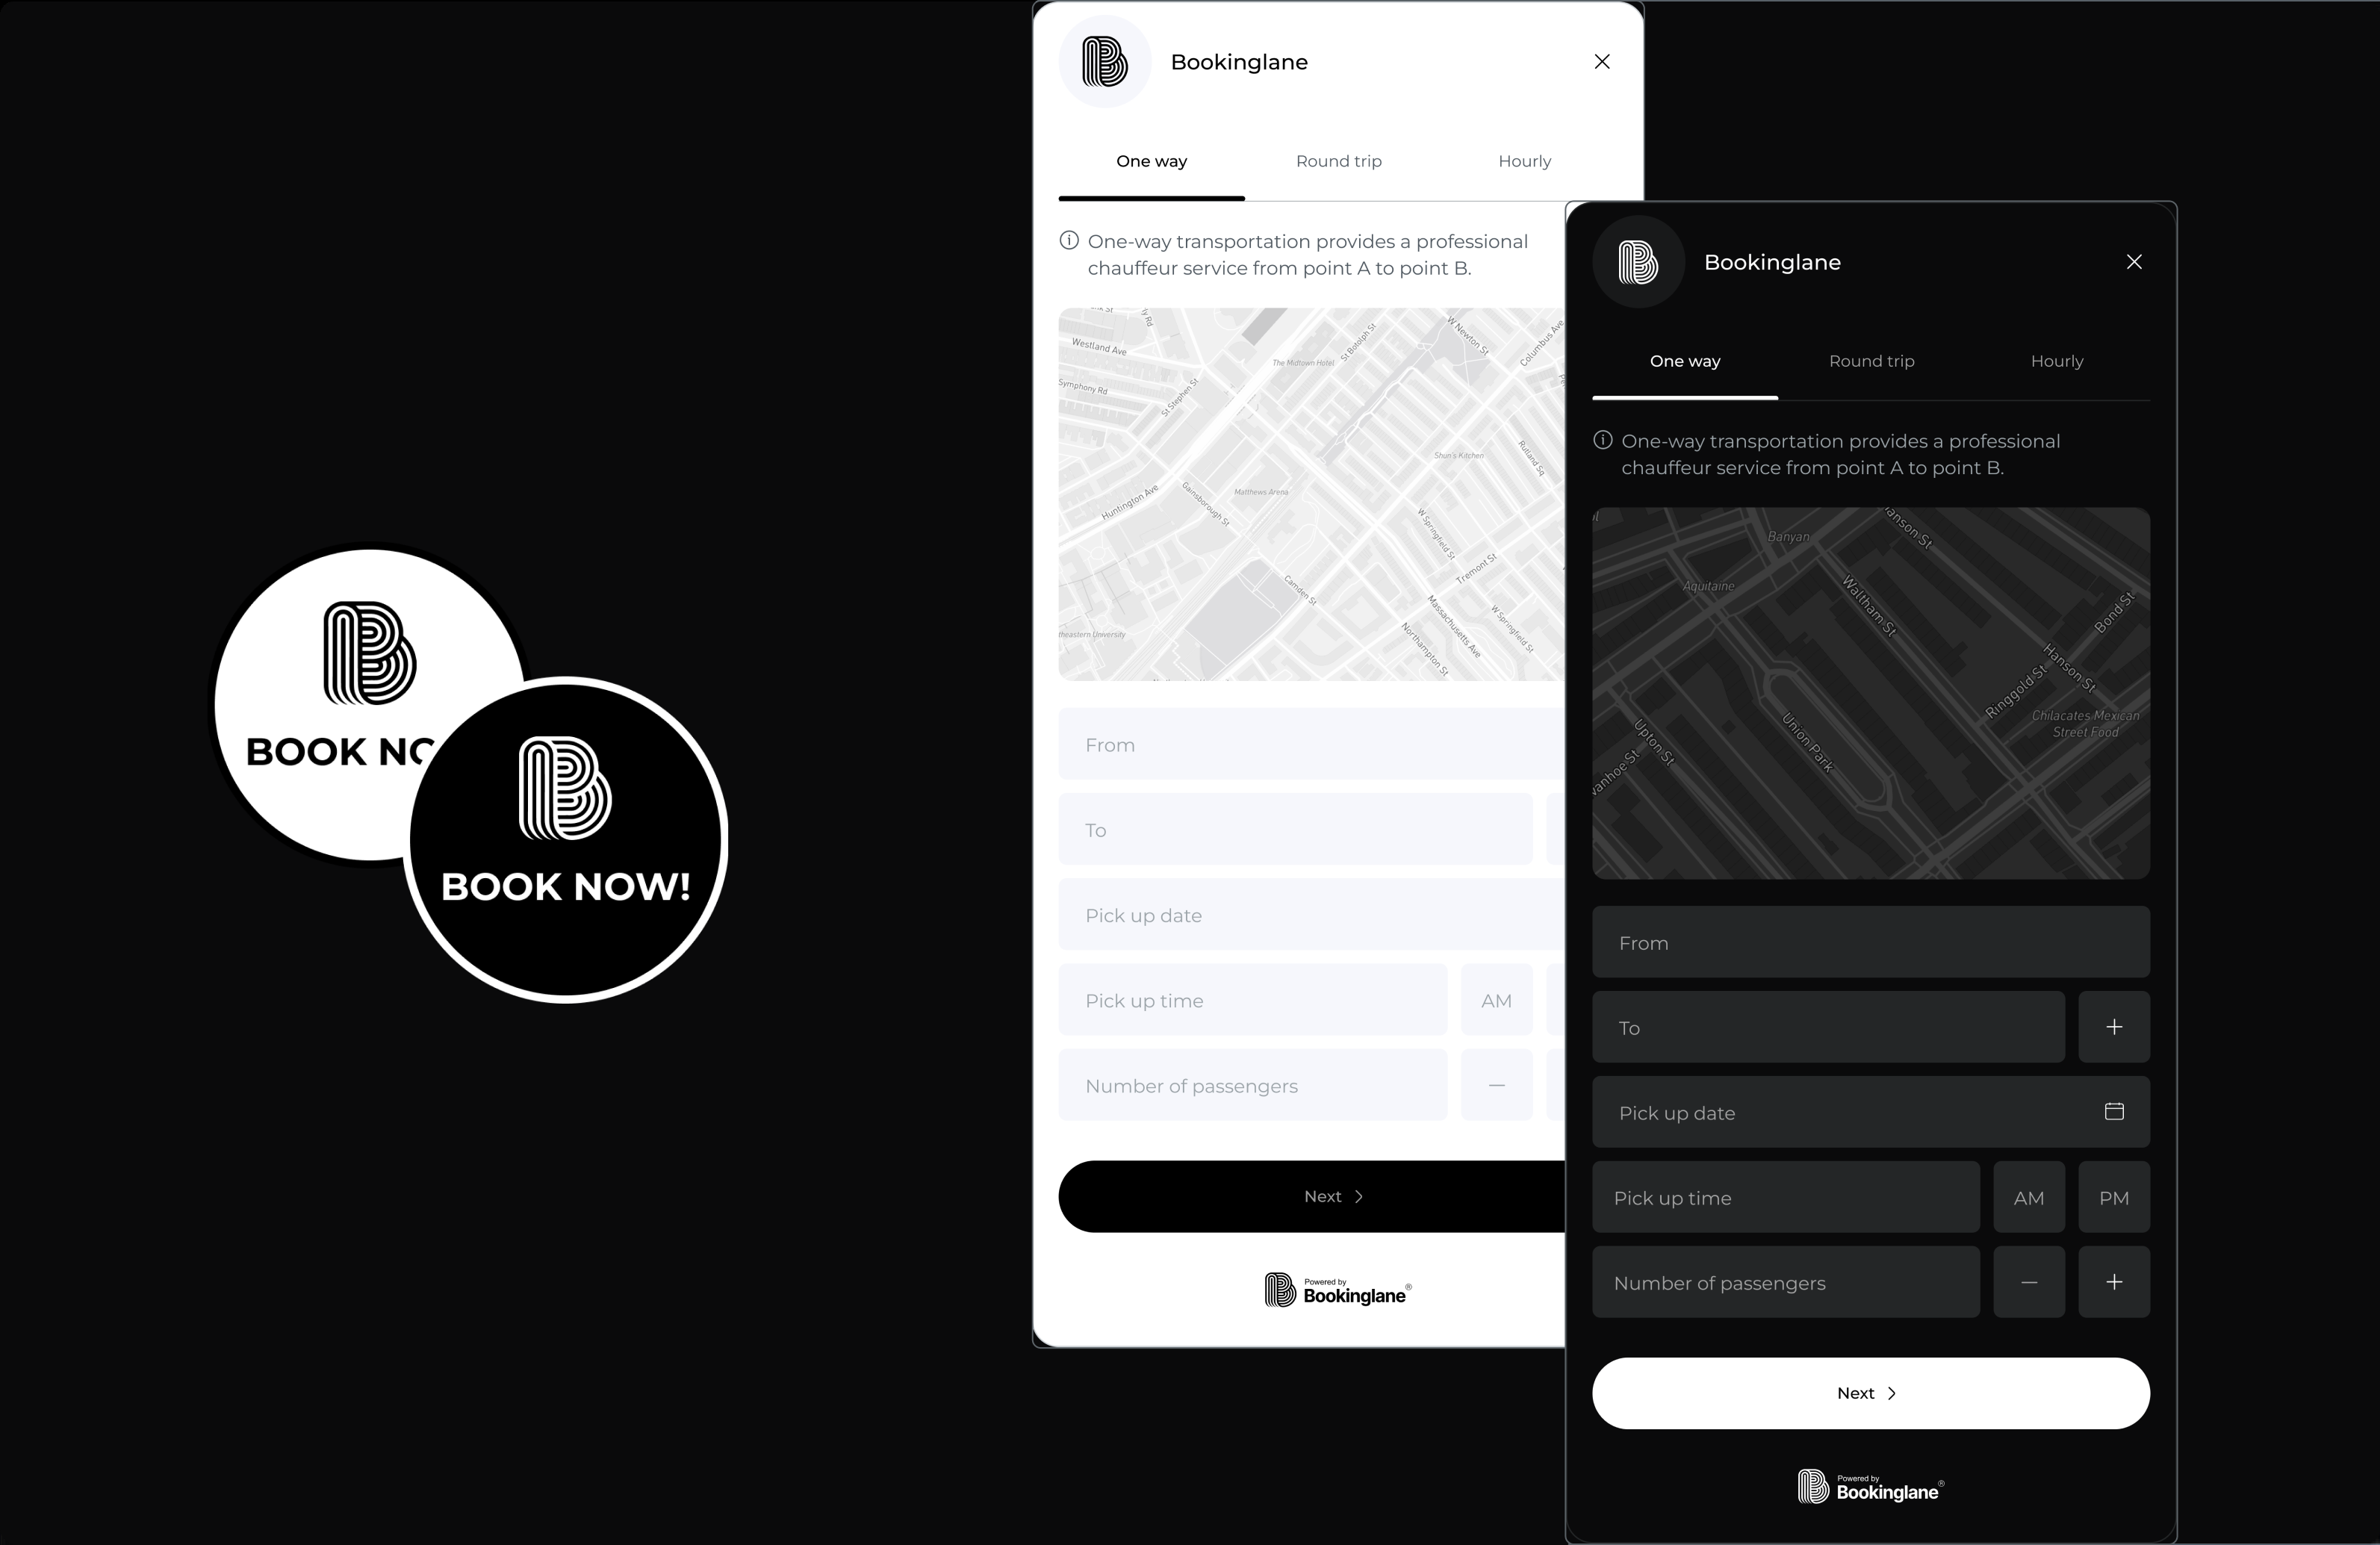 BOOK NO
BOOK NOW!
Bookinglane
One way
Round trip
Hourly
One-way transportation provides a professional
chauffeur service from point A to point B.
Westland Ave
Symphony Rd
St Stephen St
The Midtown Hotel
St Botolph St
W Newton St
Columbus Ave
Huntington Ave
Gainsborough St
Matthews Arena
Shun's Kitchen
Rutland Sq
W Springfield St
Tremont St
Camden St
Massachusetts Ave
W Springfield St
Northampton St
theastern University
From
To
Pick up date
Pick up time
AM
Number of passengers
Next
Powered by
Bookinglane®
Bookinglane
One way
Round trip
Hourly
One-way transportation provides a professional
chauffeur service from point A to point B.
Banyan
anson St
Aquitaine
Waltham St
Bond St
Hanson St
Ringgold St
Chilacates Mexican
Street Food
Union Park
Upton St
vanhoe St
From
To
Pick up date
Pick up time
AM
PM
Number of passengers
Next
Powered by
Bookinglane®